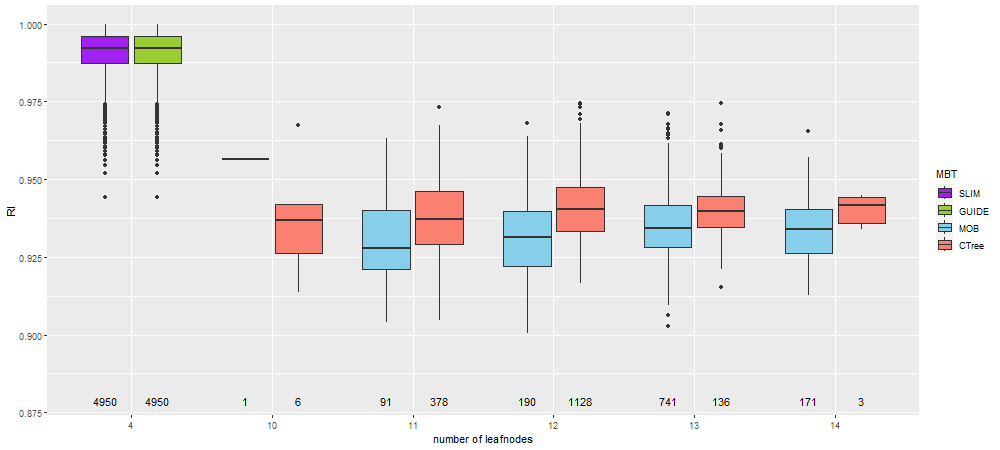 1.000
0.975
0.950
0.925
0.900
0.875
RI
4950 4950 1 6 91 378 190 1128 741 136 171 3
4 10 11 12 13 14
number of leafnodes
MBT
SLIM
GUIDE
MOB
CTree